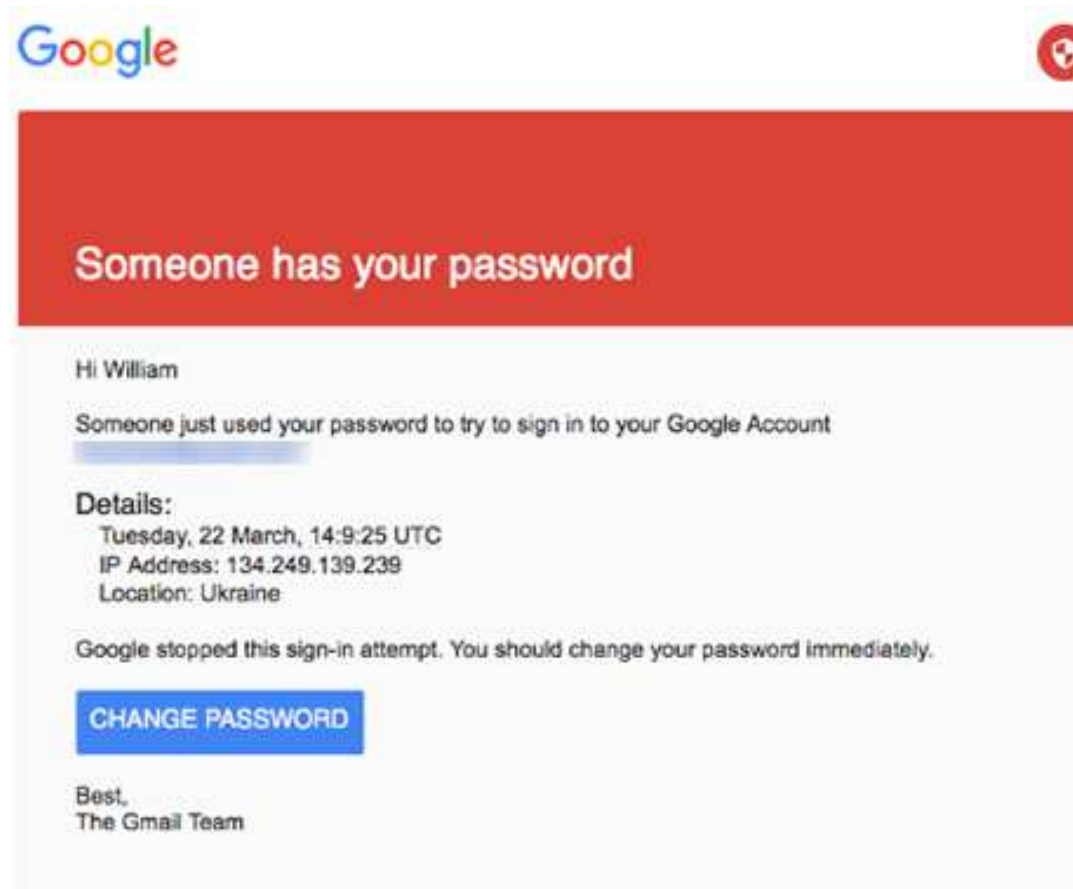 Google
Someone has your password
Hi William
Someone just used your password to try to sign in to your Google Account
Details:
Tuesday, 22 March, 14:9:25 UTC
IP Address: 134.249.139.239
Location: Ukraine
Google stopped this sign-in attempt. You should change your password immediately.
CHANGE PASSWORD
Best,
The Gmail Team